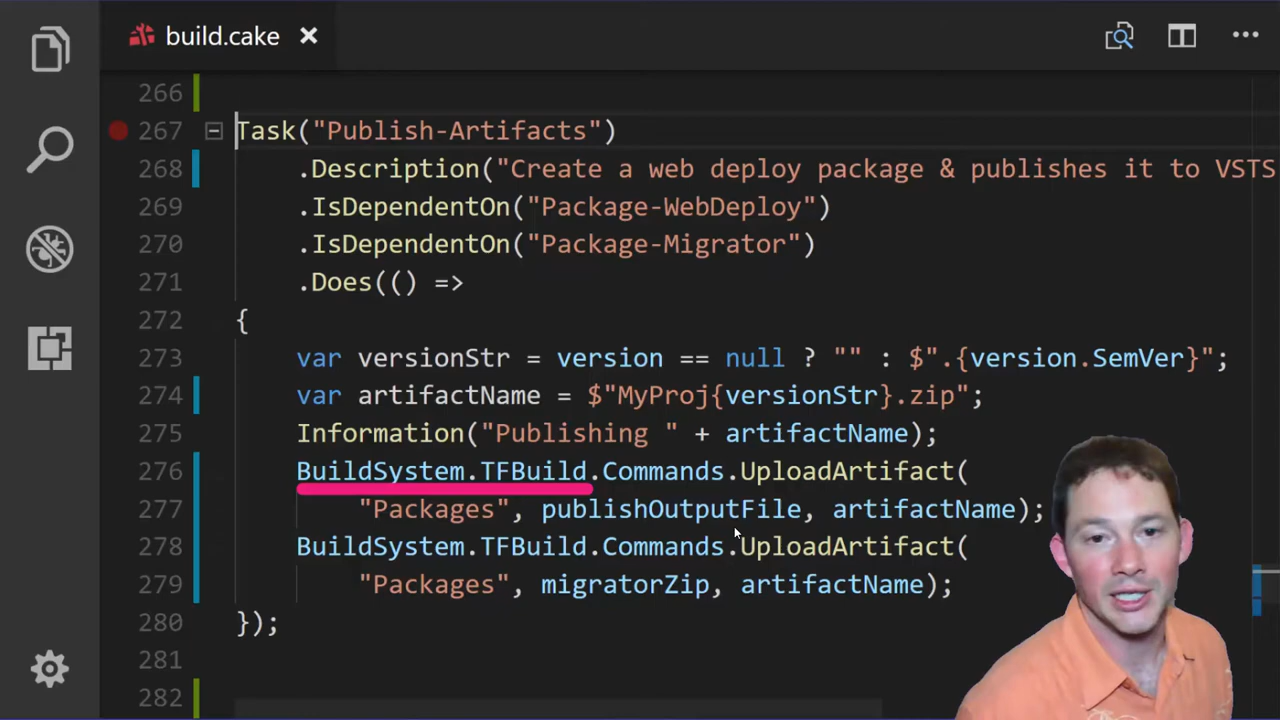 build.cake
266
267 Task("Publish-Artifacts")
268 .Description("Create a web deploy package & publishes it to VSTS
269 .IsDependentOn("Package-WebDeploy")
270 .IsDependentOn("Package-Migrator")
271 .Does(() =>
272 {
273 var versionStr = version == null ? "" : $".{version.SemVer}";
274 var artifactName = $"MyProj{versionStr}.zip";
275 Information("Publishing " + artifactName);
276 BuildSystem.TFBuild.Commands.UploadArtifact(
277 "Packages", publishOutputFile, artifactName);
278 BuildSystem.TFBuild.Commands.UploadArtifact(
279 "Packages", migratorZip, artifactName);
280 });
281
282